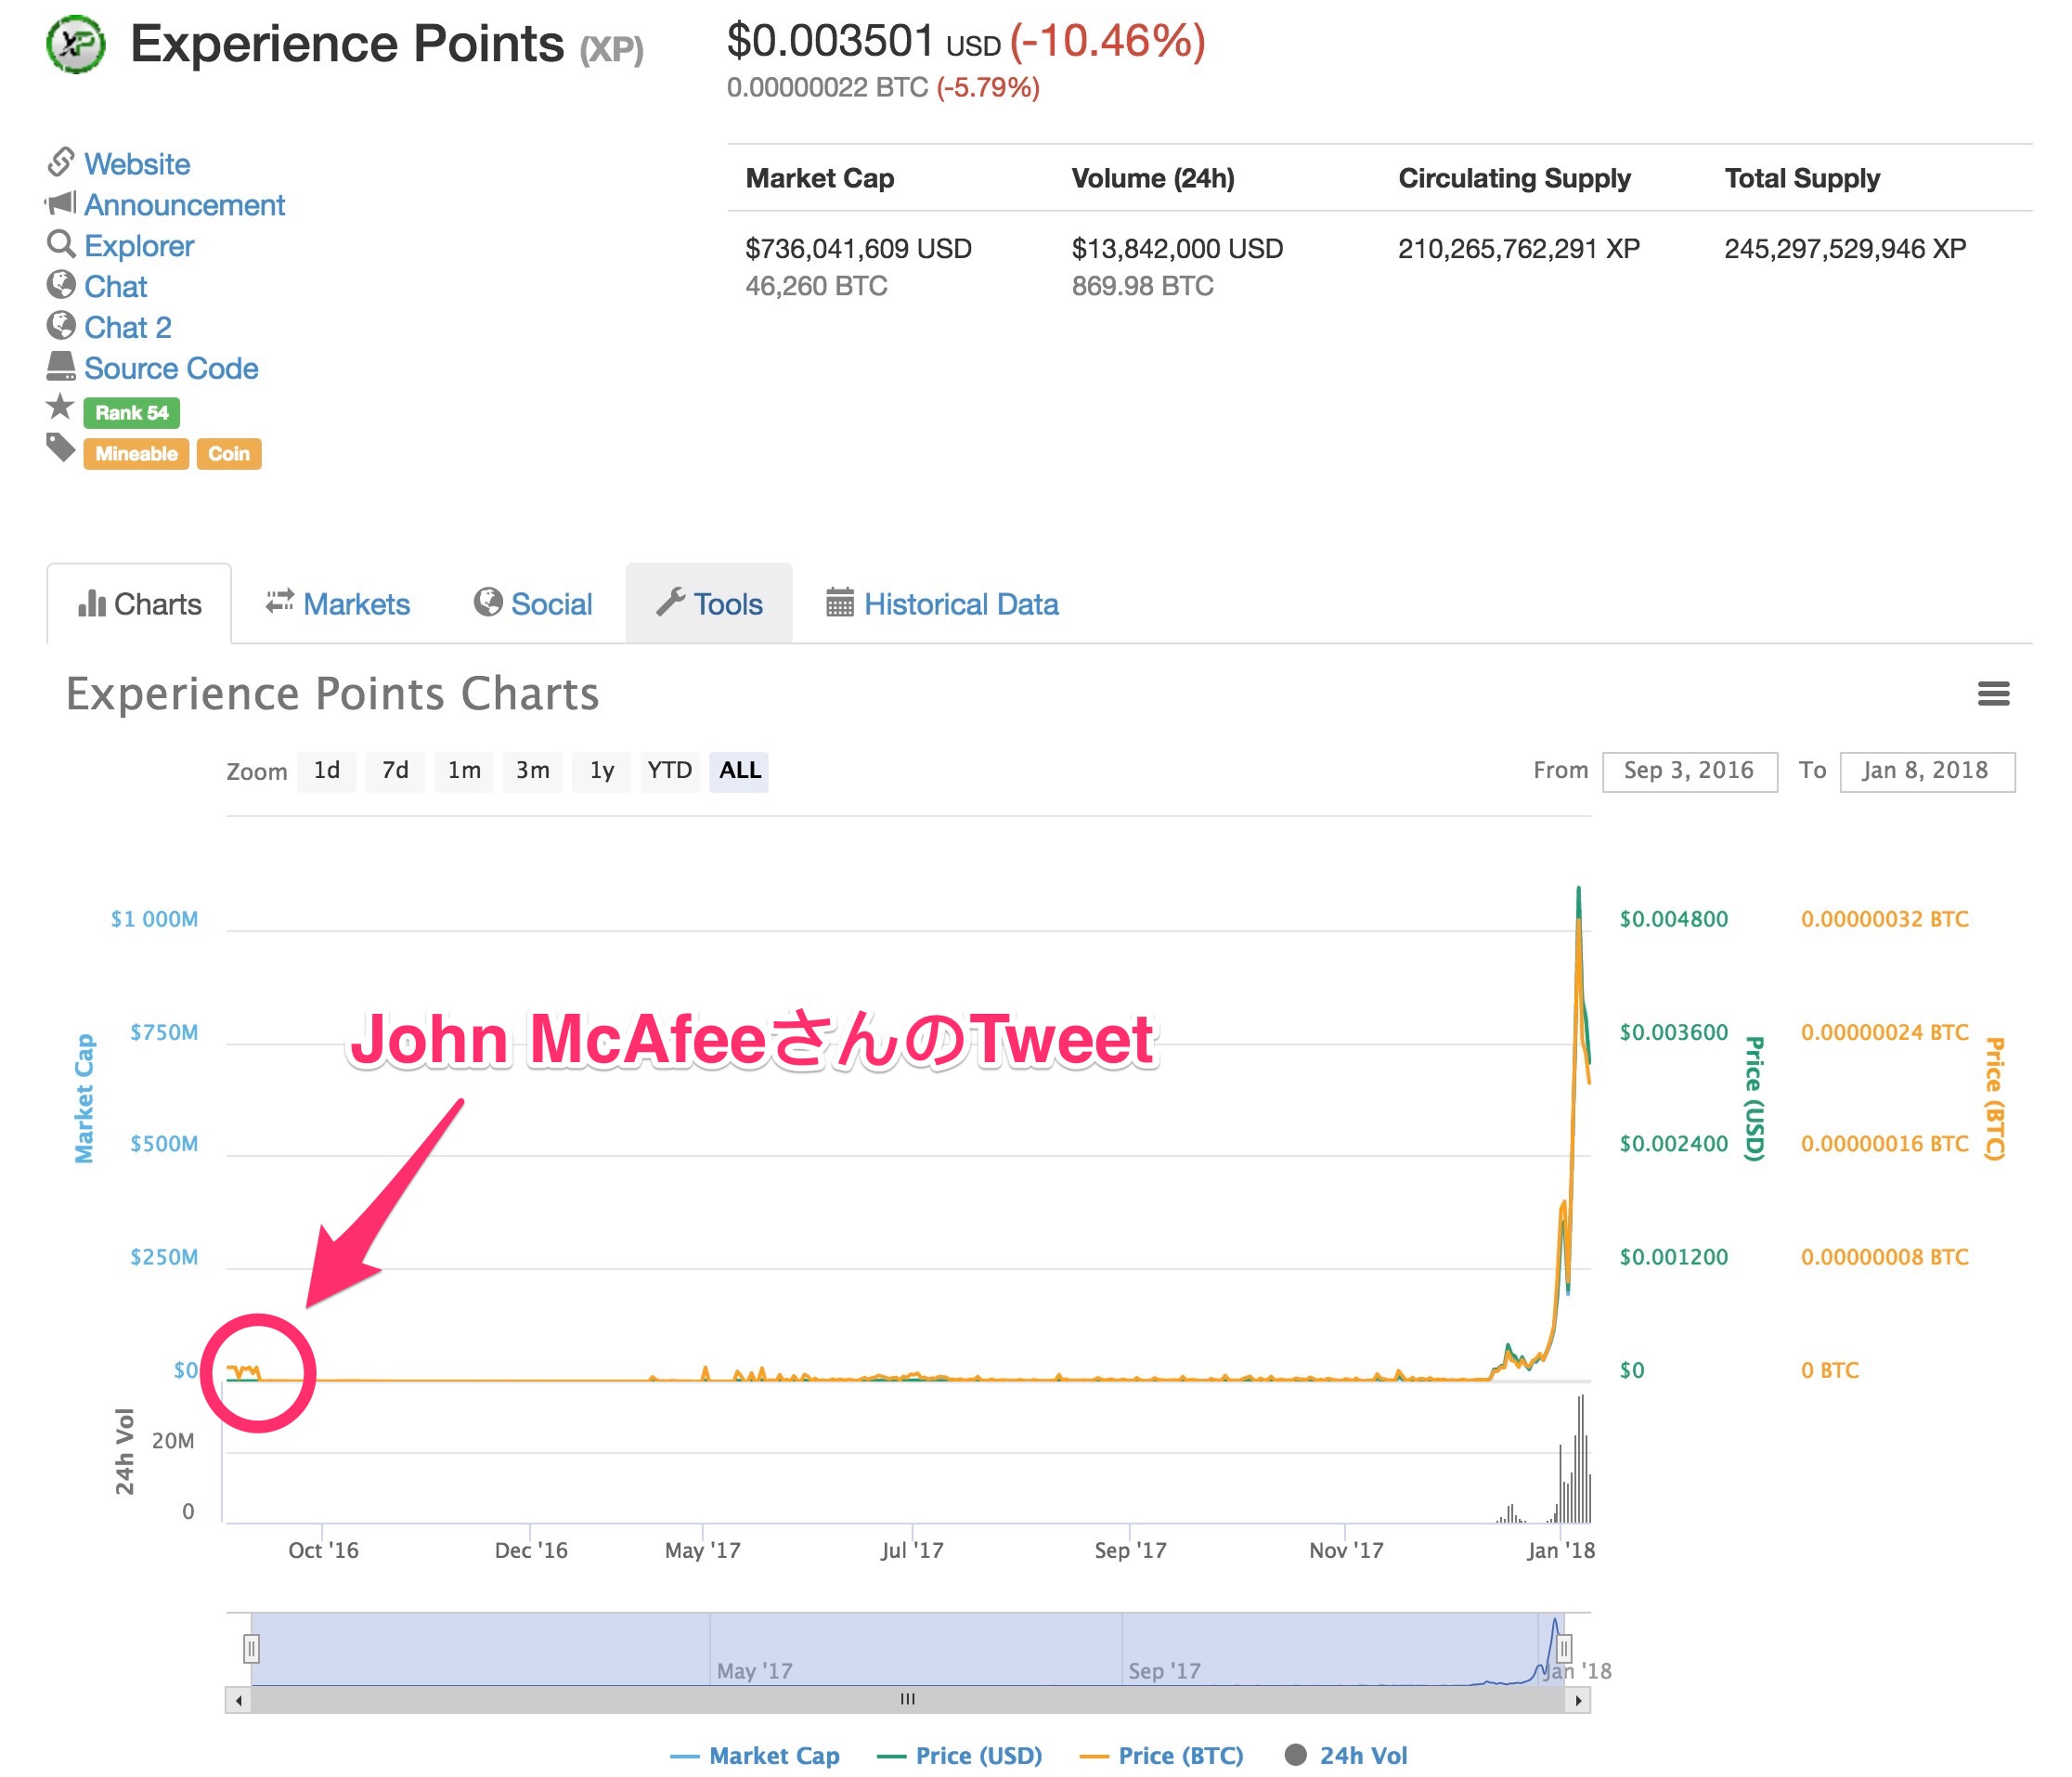 XP
Experience Points (XP)
$0.003501 USD (-10.46%)
0.00000022 BTC (-5.79%)
Website
Announcement
Explorer
Chat
Chat 2
Source Code
Rank 54
Mineable Coin
Market Cap Volume (24h) Circulating Supply Total Supply
$736,041,609 USD $13,842,000 USD 210,265,762,291 XP 245,297,529,946 XP
46,260 BTC 869.98 BTC
Charts Markets Social Tools Historical Data
Experience Points Charts
Zoom 1d 7d 1m 3m 1y YTD ALL From Sep 3, 2016 To Jan 8, 2018
$1 000M $0.004800 0.00000032 BTC
$750M $0.003600 0.00000024 BTC
$500M $0.002400 0.00000016 BTC
$250M $0.001200 0.00000008 BTC
$0 $0 0 BTC
Market Cap
Price (USD)
Price (BTC)
John McAfeeさんのTweet
24h Vol
20M
0
Oct '16 Dec '16 May '17 Jul '17 Sep '17 Nov '17 Jan '18
May '17 Sep '17 Jan '18
Market Cap Price (USD) Price (BTC) 24h Vol